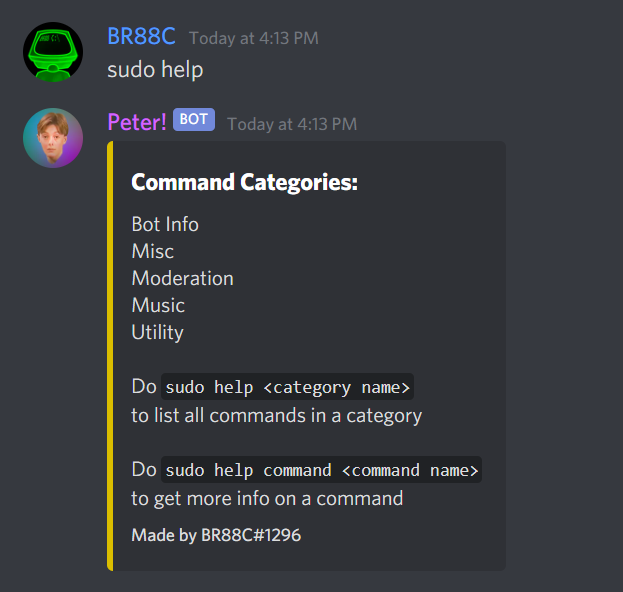 BR88C Today at 4:13 PM
sudo help
Peter! BOT Today at 4:13 PM
Command Categories:
Bot Info
Misc
Moderation
Music
Utility
Do sudo help <category name>
to list all commands in a category
Do sudo help command <command name>
to get more info on a command
Made by BR88C#1296